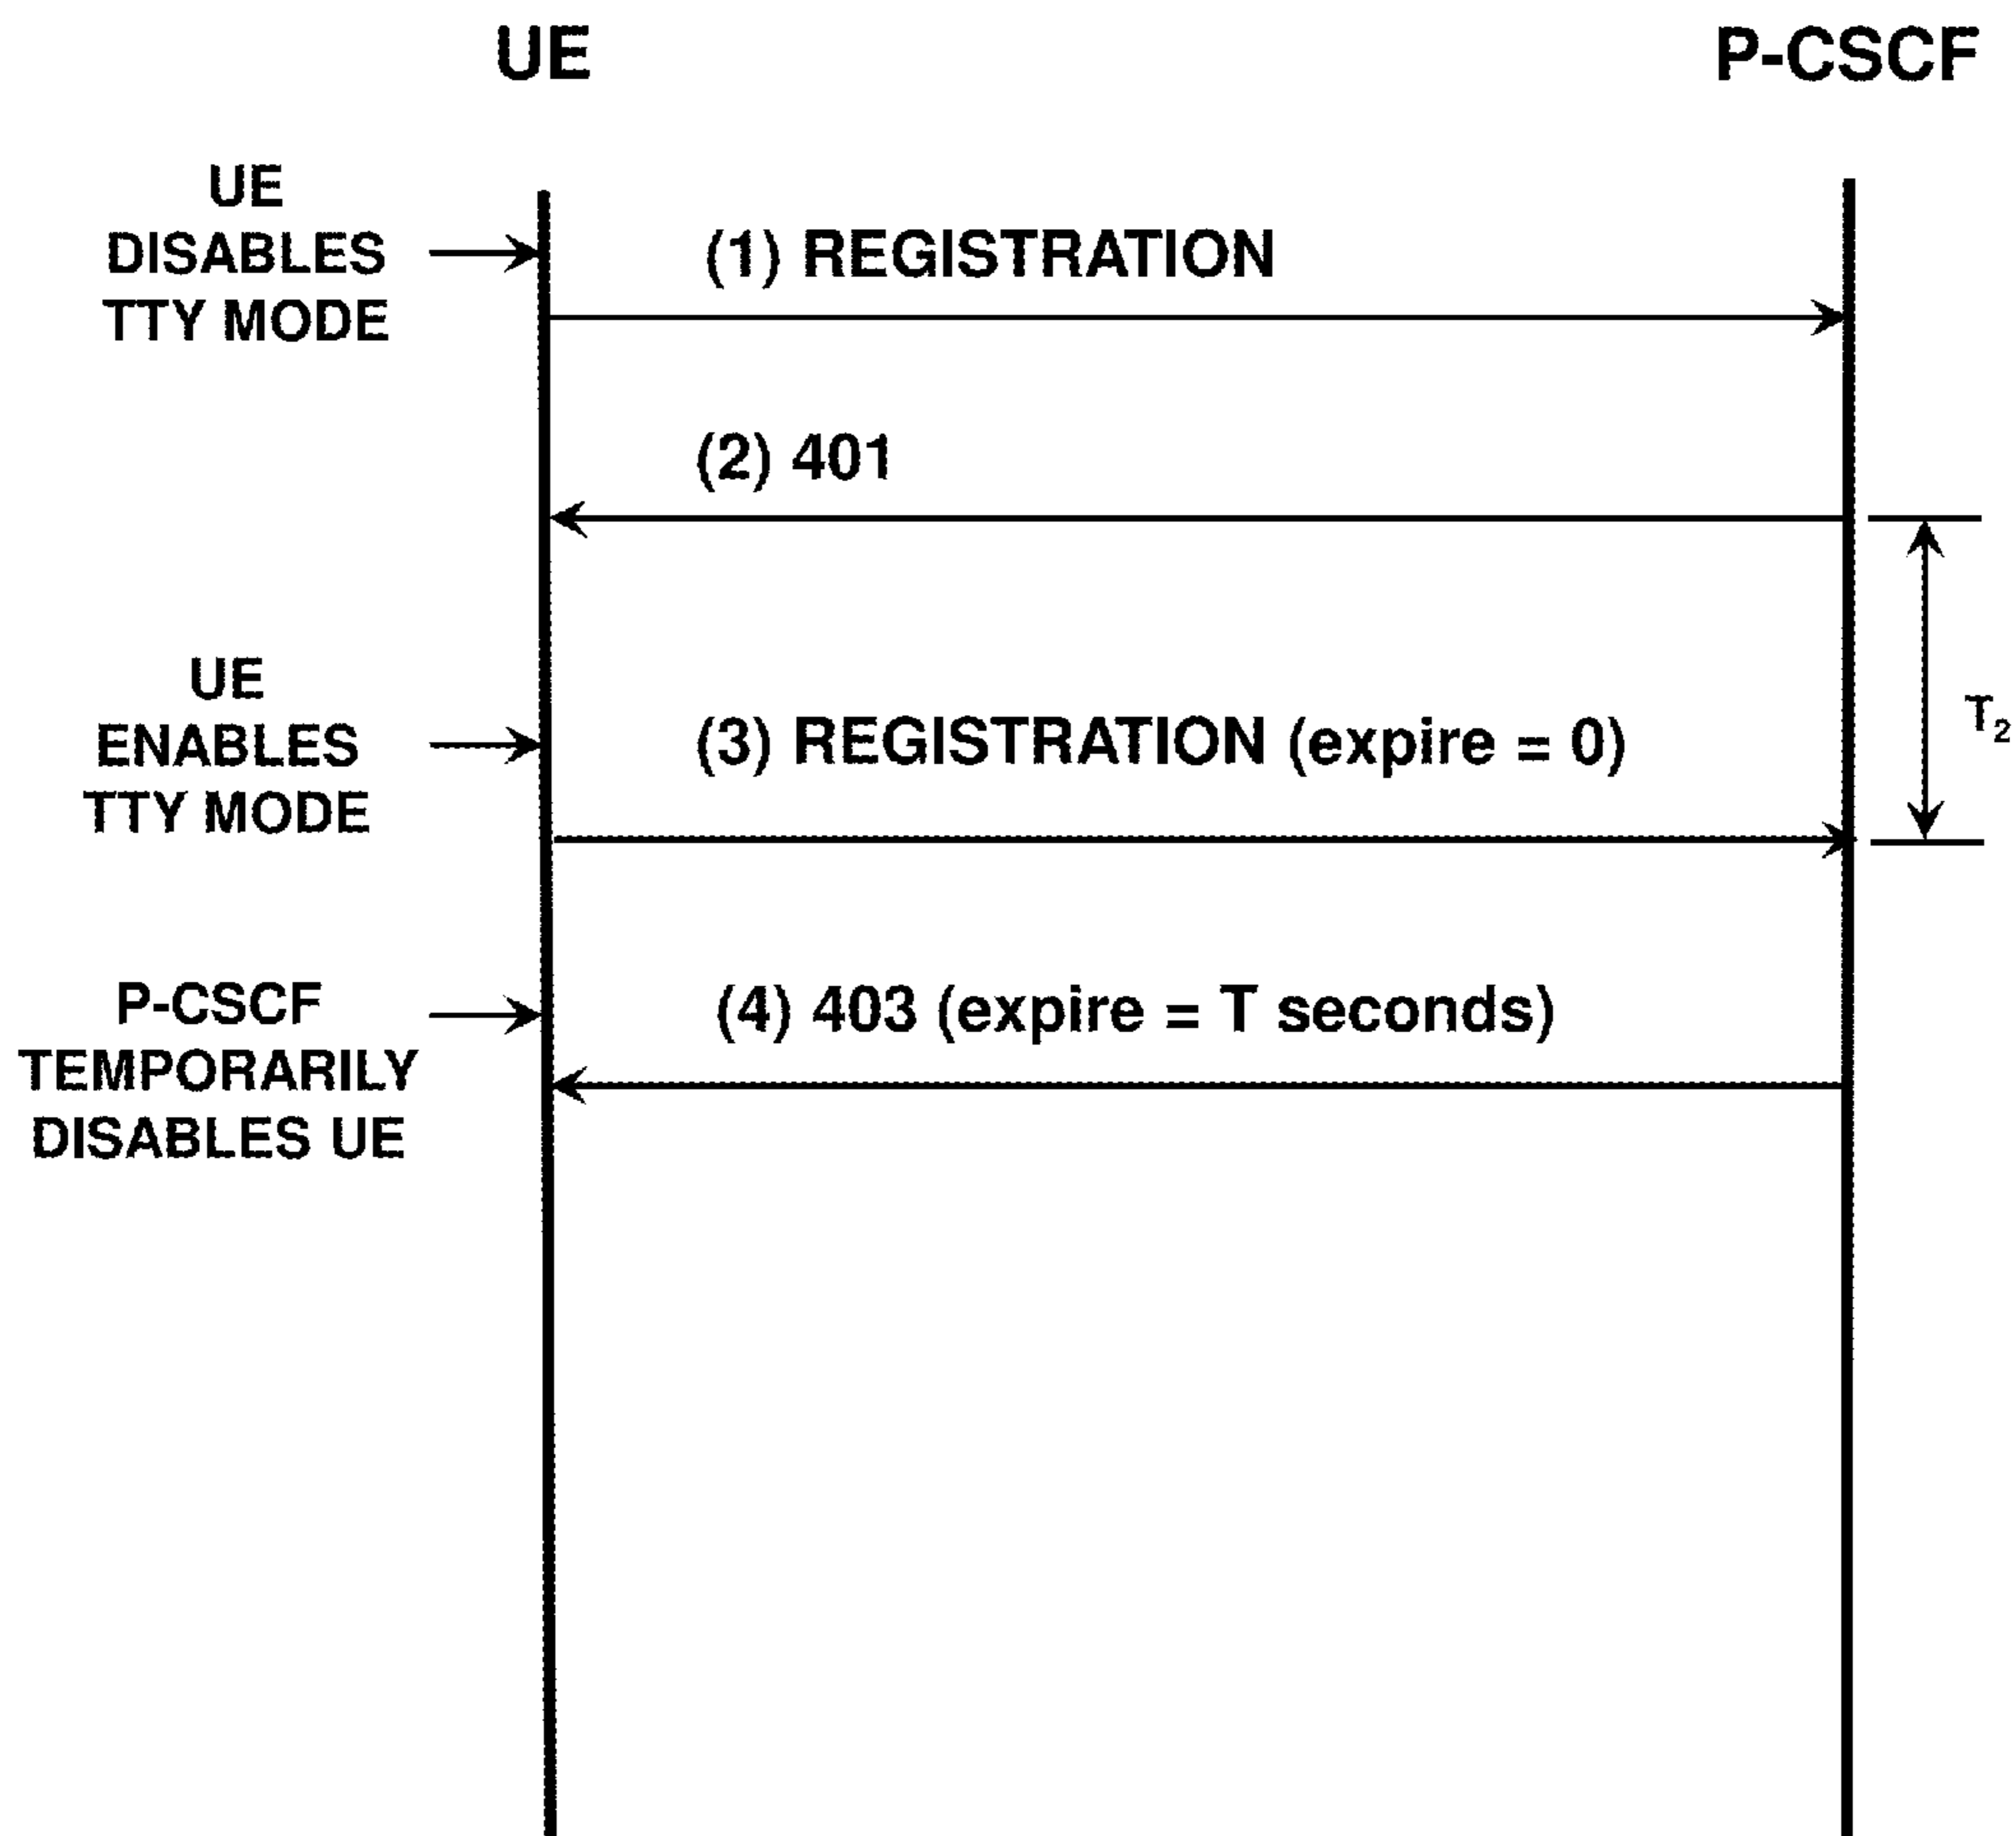 UE
P-CSCF
UE
DISABLES
TTY MODE
(1) REGISTRATION
(2) 401
UE
ENABLES
TTY MODE
(3) REGISTRATION (expire = 0)
T2
P-CSCF
TEMPORARILY
DISABLES UE
(4) 403 (expire = T seconds)